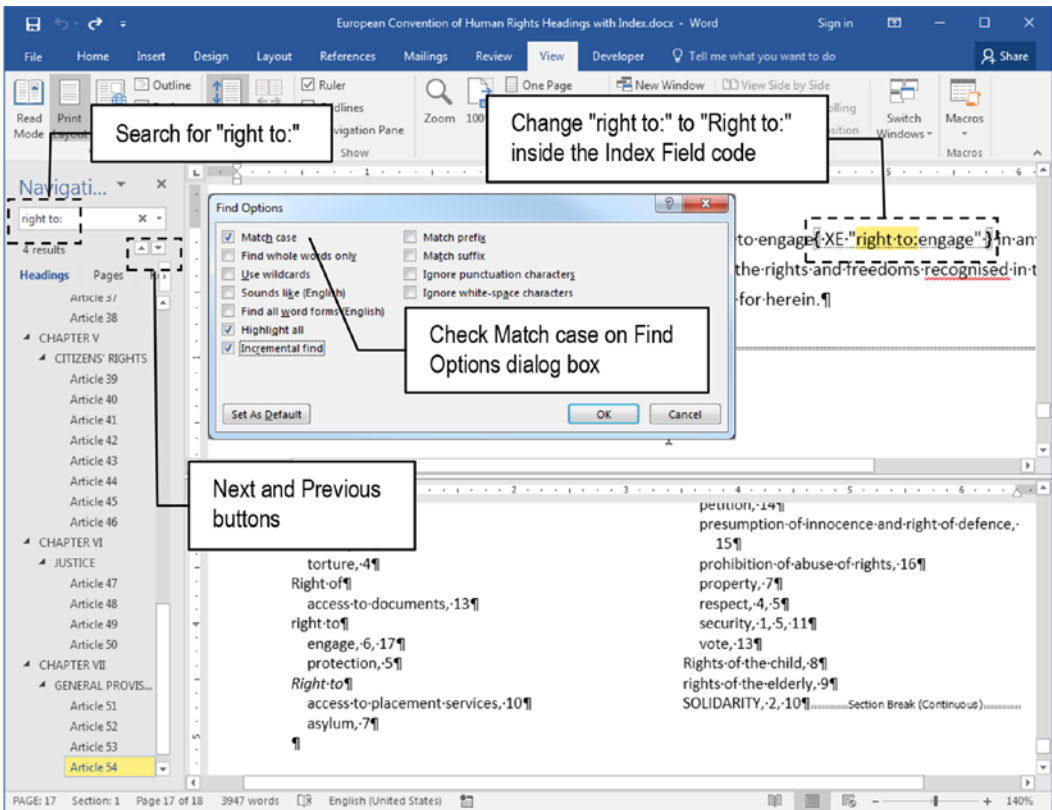 European Convention of Human Rights Headings with Index.docx - Word
Sign in
File Home Insert Design Layout References Mailings Review View Developer Tell me what you want to do Share
Read Mode
Print Layout
Outline
Ruler
Navigation Pane
Show
Zoom
One Page
New Window
View Side by Side
Switch Windows
Macros
Macros
Search for "right to:"
Change "right to:" to "Right to:"
inside the Index Field code
Navigati...
right to:
4 results
Headings Pages
Article 37
Article 38
CHAPTER V
CITIZENS' RIGHTS
Article 39
Article 40
Article 41
Article 42
Article 43
Article 44
Article 45
Article 46
CHAPTER VI
JUSTICE
Article 47
Article 48
Article 49
Article 50
CHAPTER VII
GENERAL PROVIS...
Article 51
Article 52
Article 53
Article 54
Find Options
Match case
Find whole words only
Use wildcards
Sounds like (English)
Find all word forms (English)
Highlight all
Incremental find
Match prefix
Match suffix
Ignore punctuation characters
Ignore white-space characters
Set As Default
OK
Cancel
Check Match case on Find
Options dialog box
to·engage{·XE·"right·to:engage"·}·in·an
the·rights·and·freedoms·recognised·in·t
for·herein.¶
Next and Previous
buttons
torture,·4¶
Right·of¶
access·to·documents,·13¶
right·to¶
engage,·6,·17¶
protection,·5¶
Right·to¶
access·to·placement·services,·10¶
asylum,·7¶
¶
petition,·14¶
presumption·of·innocence·and·right·of·defence,·
15¶
prohibition·of·abuse·of·rights,·16¶
property,·7¶
respect,·4,·5¶
security,·1,·5,·11¶
vote,·13¶
Rights·of·the·child,·8¶
rights·of·the·elderly,·9¶
SOLIDARITY,·2,·10¶
Section Break (Continuous)
PAGE: 17 Section: 1 Page 17 of 18 3947 words English (United States) 140%